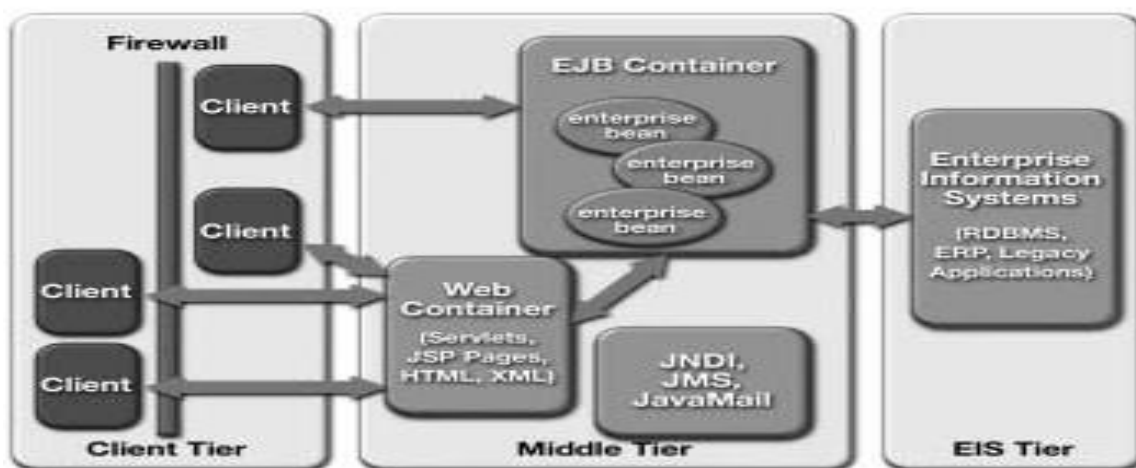 Firewall
Client
Client
Client
Client
Client Tier
EJB Container
enterprise
bean
enterprise
bean
enterprise
bean
Web
Container
(Servlets,
JSP Pages,
HTML, XML)
JNDI,
JMS,
JavaMail
Middle Tier
Enterprise
Information
Systems
(RDBMS,
ERP, Legacy
Applications)
EIS Tier